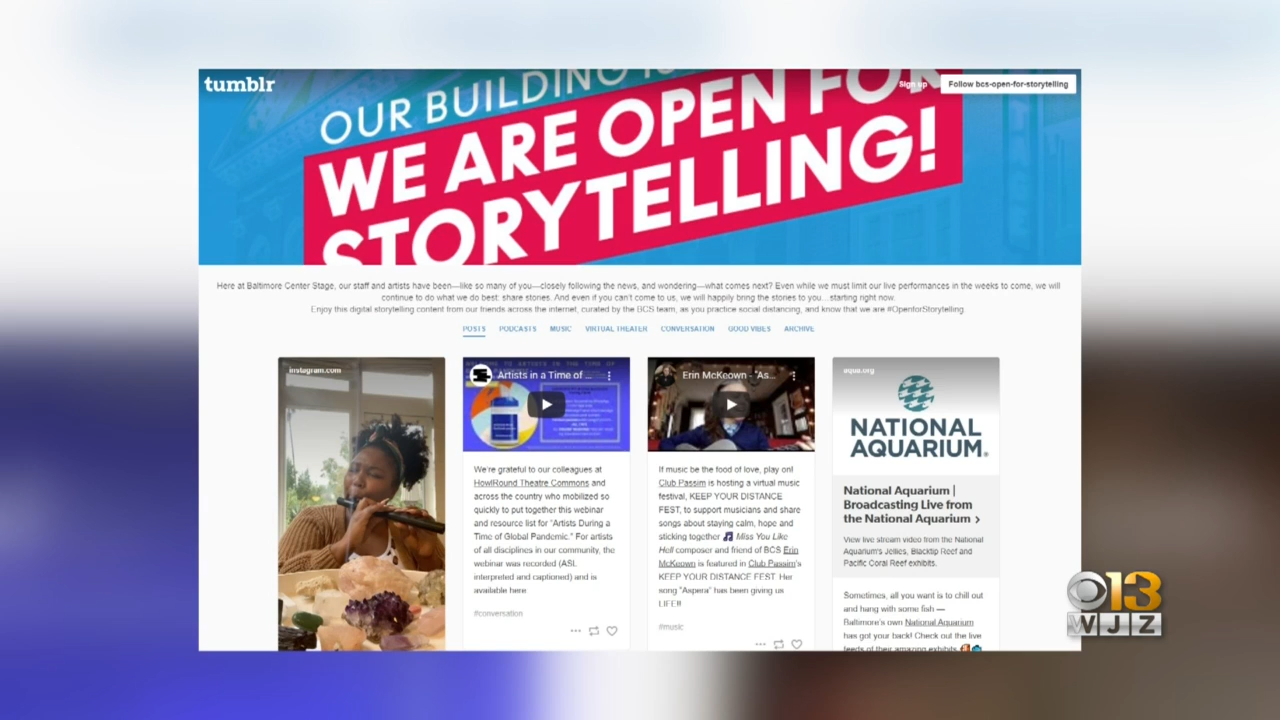 tumblr
Sign up
Follow bcs-open-for-storytelling
OUR BUILDING
WE ARE OPEN FOR
STORYTELLING!
Here at Baltimore Center Stage, our staff and artists have been—like so many of you—closely following the news, and wondering—what comes next? Even while we must limit our live performances in the weeks to come, we will
continue to do what we do best: share stories. And even if you can't come to us, we will happily bring the stories to you...starting right now.
Enjoy this digital storytelling content from our friends across the internet, curated by the BCS team, as you practice social distancing, and know that we are #OpenforStorytelling.
POSTS PODCASTS MUSIC VIRTUAL THEATER CONVERSATION GOOD VIBES ARCHIVE
instagram.com
Artists in a Time of ...
We're grateful to our colleagues at
HowlRound Theatre Commons and
across the country who mobilized so
quickly to put together this webinar
and resource list for "Artists During a
Time of Global Pandemic." For artists
of all disciplines in our community, the
webinar was recorded (ASL
interpreted and captioned) and is
available here
#conversation
Erin McKeown - "As...
If music be the food of love, play on!
Club Passim is hosting a virtual music
festival, KEEP YOUR DISTANCE
FEST, to support musicians and share
songs about staying calm, hope and
sticking together 🎵 Miss You Like
Hell composer and friend of BCS Erin
McKeown is featured in Club Passim's
KEEP YOUR DISTANCE FEST. Her
song "Aspera" has been giving us
LIFE!!
#music
aqua.org
NATIONAL
AQUARIUM®
National Aquarium |
Broadcasting Live from
the National Aquarium >
View live stream video from the National
Aquarium's Jellies, Blacktip Reef and
Pacific Coral Reef exhibits.
Sometimes, all you want is to chill out
and hang with some fish —
Baltimore's own National Aquarium
has got your back! Check out the live
feeds of their amazing exhibits
13
WJZ